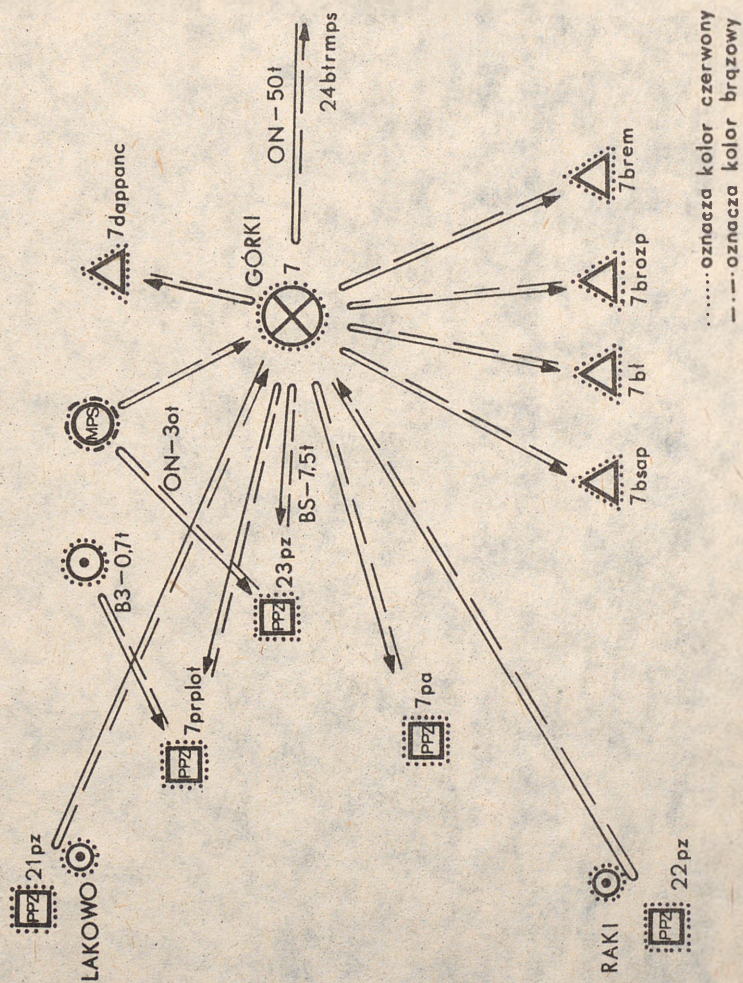 7dappanc
GÓRKI
7
ON-50t
24btrmps
MPS
ON-30t
B3-0,7t
PPZ 23pz
BS-7,5t
PPZ 7prplot
PPZ 21pz
LAKOWO
PPZ 7pa
7brem
7brozp
7bł
7bsap
RAKI
PPZ 22pz
...... oznacza kolor czerwony
—·—· oznacza kolor brązowy